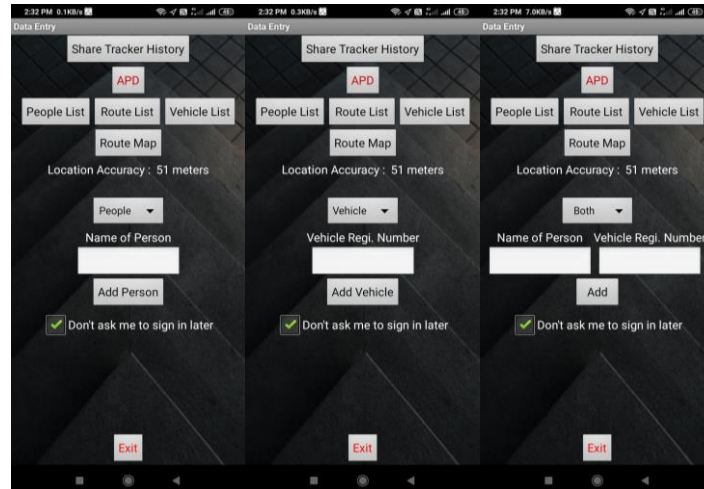 2:32 PM 0.1KB/s
Data Entry
Share Tracker History
APD
People List Route List Vehicle List
Route Map
Location Accuracy : 51 meters
People
Name of Person
Add Person
Don't ask me to sign in later
Exit
2:32 PM 0.3KB/s
Data Entry
Share Tracker History
APD
People List Route List Vehicle List
Route Map
Location Accuracy : 51 meters
Vehicle
Vehicle Regi. Number
Add Vehicle
Don't ask me to sign in later
Exit
2:32 PM 7.0KB/s
Data Entry
Share Tracker History
APD
People List Route List Vehicle List
Route Map
Location Accuracy : 51 meters
Both
Name of Person Vehicle Regi. Number
Add
Don't ask me to sign in later
Exit